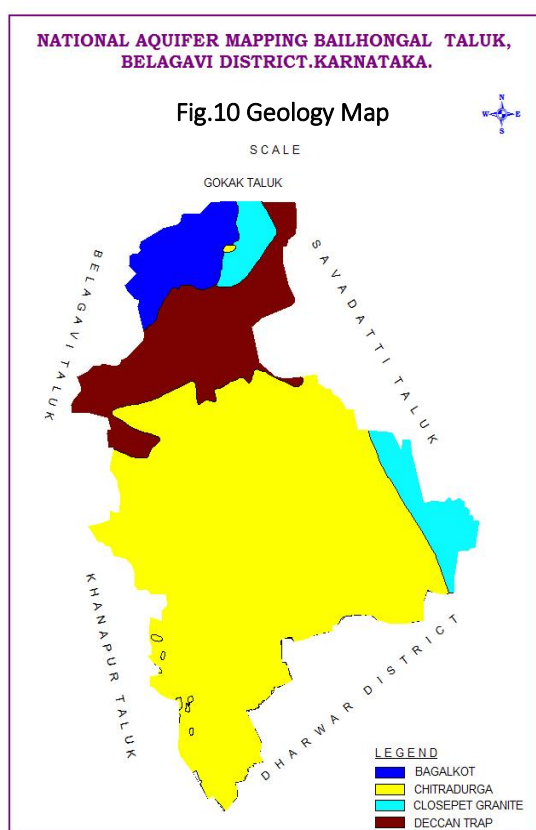 NATIONAL AQUIFER MAPPING BAILHONGAL TALUK,
BELAGAVI DISTRICT.KARNATAKA.
Fig.10 Geology Map
N
W E
S
SCALE
GOKAK TALUK
BELAGAVI TALUK
SAVADATTI TALUK
KHANAPUR TALUK
DHARWAR DISTRICT
LEGEND
BAGALKOT
CHITRADURGA
CLOSEPET GRANITE
DECCAN TRAP